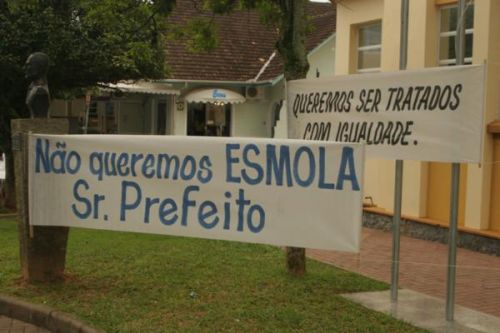 Não queremos ESMOLA
Sr. Prefeito
QUEREMOS SER TRATADOS
COM IGUALDADE.